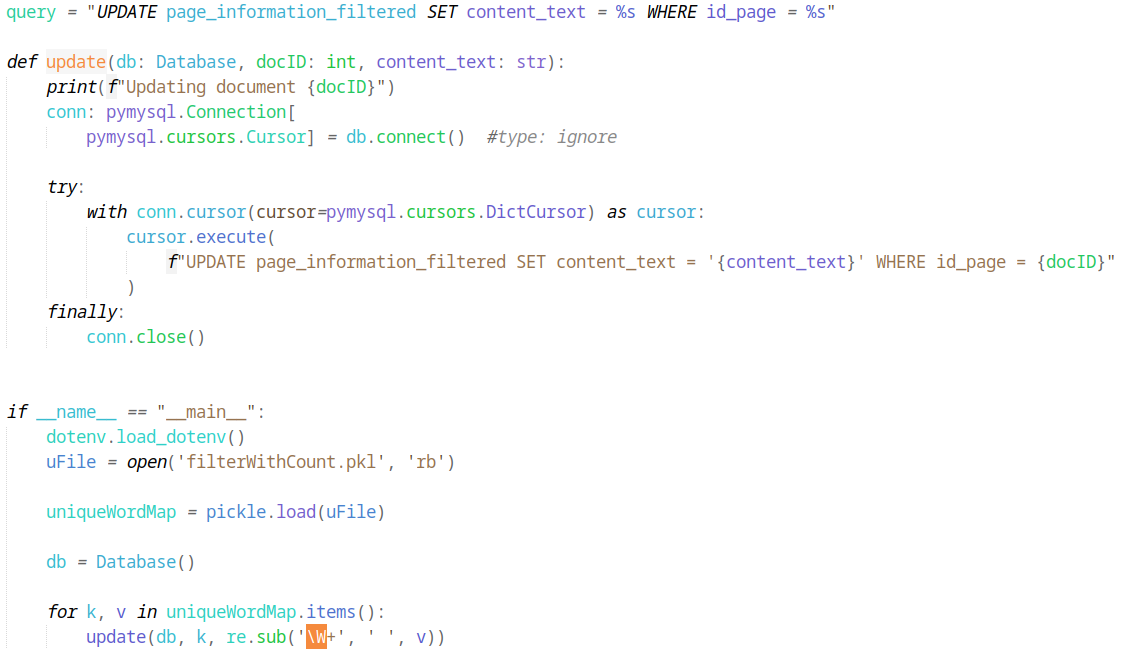 query = "UPDATE page_information_filtered SET content_text = %s WHERE id_page = %s"
def update(db: Database, docID: int, content_text: str):
    print(f"Updating document {docID}")
    conn: pymysql.Connection[
        pymysql.cursors.Cursor] = db.connect()  #type: ignore
    try:
        with conn.cursor(cursor=pymysql.cursors.DictCursor) as cursor:
            cursor.execute(
                f"UPDATE page_information_filtered SET content_text = '{content_text}' WHERE id_page = {docID}"
            )
    finally:
        conn.close()
if __name__ == "__main__":
    dotenv.load_dotenv()
    uFile = open('filterWithCount.pkl', 'rb')
    uniqueWordMap = pickle.load(uFile)
    db = Database()
    for k, v in uniqueWordMap.items():
        update(db, k, re.sub('\W+', ' ', v))